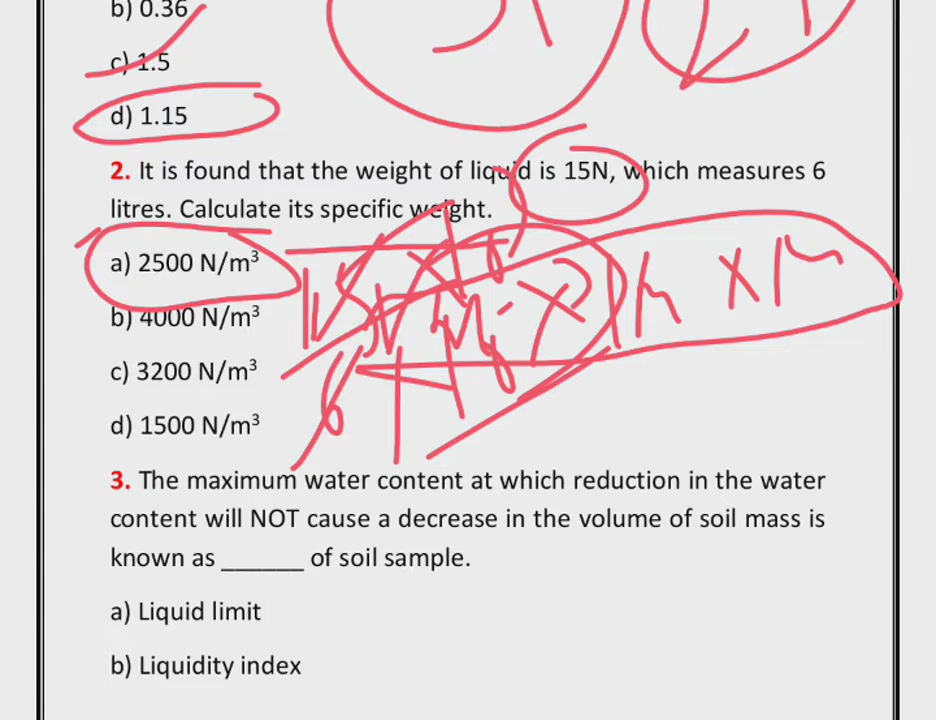 b) 0.36
c) 1.5
d) 1.15
2. It is found that the weight of liquid is 15N, which measures 6
litres. Calculate its specific weight.
a) 2500 N/m³
b) 4000 N/m³
c) 3200 N/m³
d) 1500 N/m³
3. The maximum water content at which reduction in the water
content will NOT cause a decrease in the volume of soil mass is
known as ______ of soil sample.
a) Liquid limit
b) Liquidity index